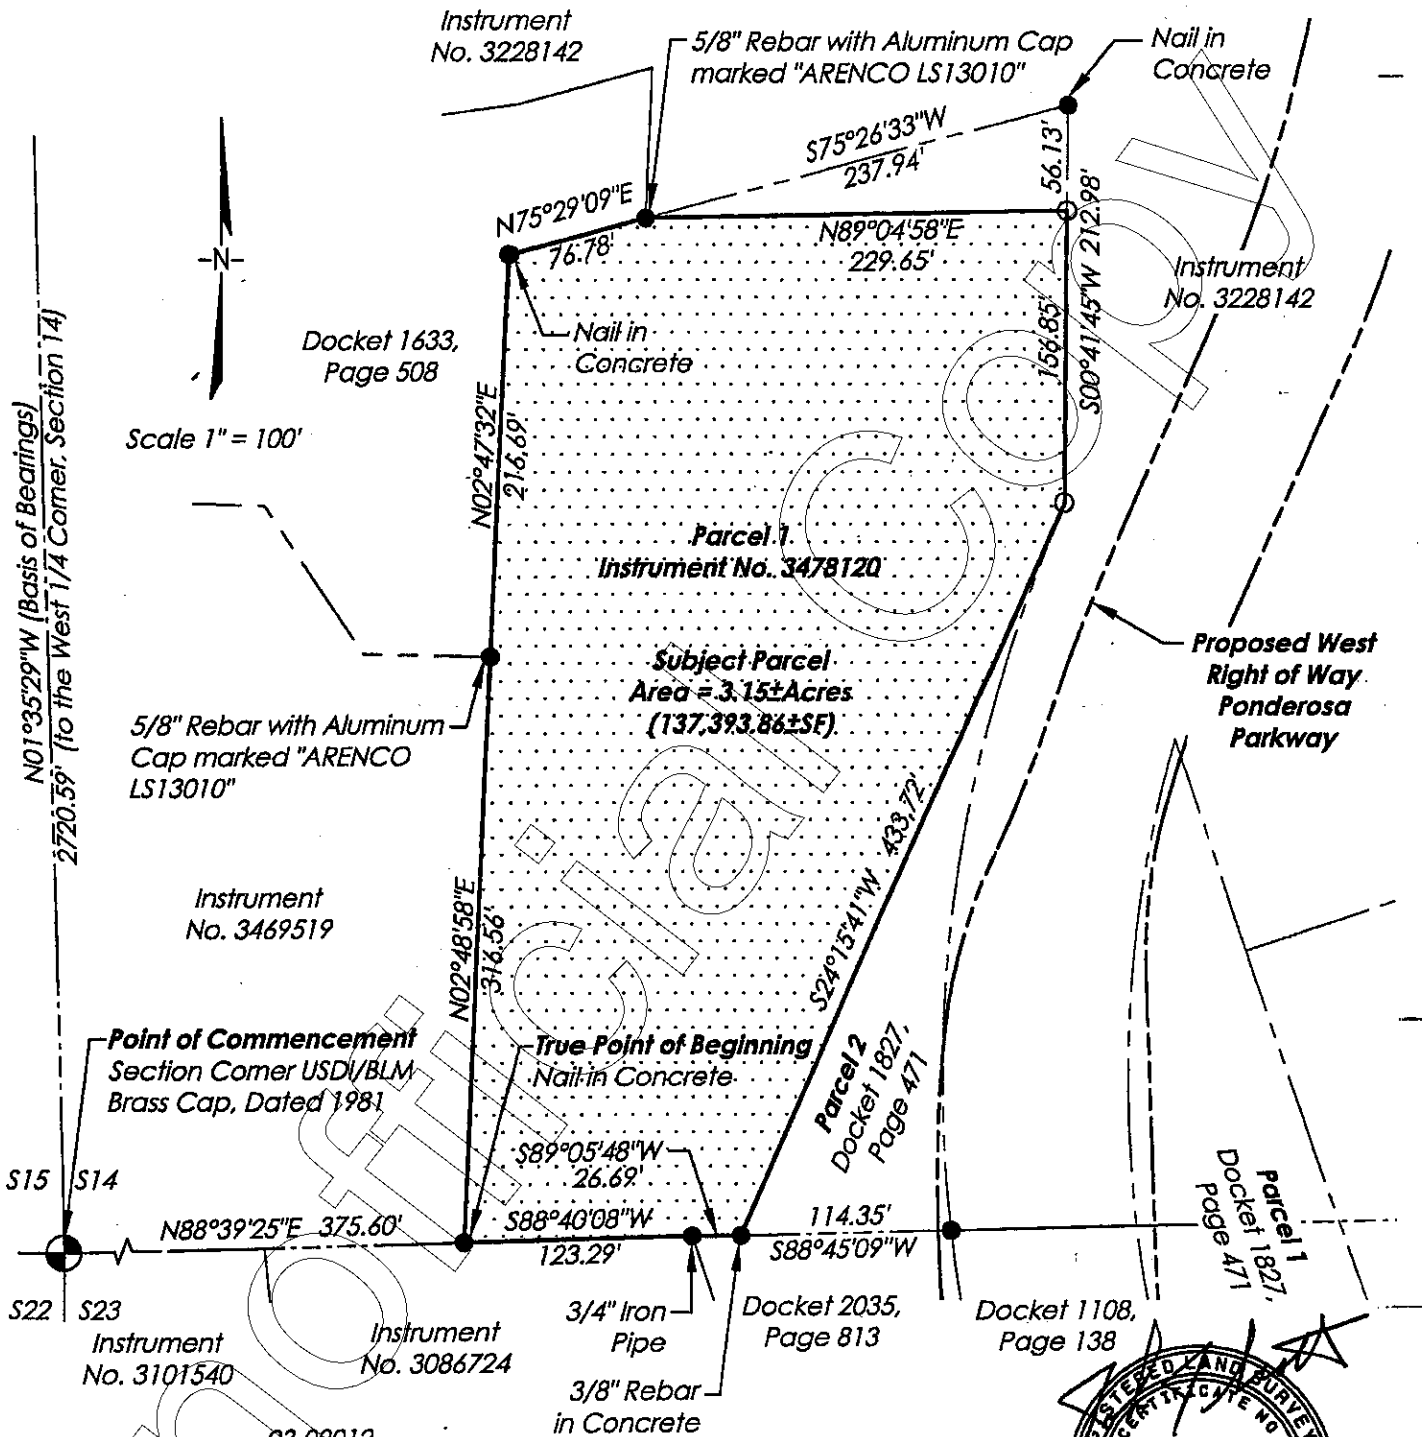 Instrument
No. 3228142
5/8" Rebar with Aluminum Cap
marked "ARENCO LS13010"
Nail in
Concrete
S75°26'33"W
237.94'
56.13'
N75°29'09"E
76.78'
N89°04'58"E
229.65'
S00°41'45"W 212.98'
156.85'
Instrument
No. 3228142
-N-
Docket 1633,
Page 508
Nail in
Concrete
Scale 1" = 100'
N01°35'29"W (Basis of Bearings)
2720.59' (to the West 1/4 Corner, Section 14)
N02°47'32"E
216.69'
Parcel 1
Instrument No. 3478120
Subject Parcel
Area = 3.15±Acres
(137,393.86±SF)
Proposed West
Right of Way
Ponderosa
Parkway
5/8" Rebar with Aluminum
Cap marked "ARENCO
LS13010"
S24°15'41"W 433.72'
Instrument
No. 3469519
N02°48'58"E
316.56'
Point of Commencement
Section Corner USDI/BLM
Brass Cap, Dated 1981
True Point of Beginning
Nail in Concrete
Parcel 2
Docket 1827,
Page 471
Parcel 1
Docket 1827,
Page 471
S89°05'48"W
26.69'
S15 S14
N88°39'25"E 375.60'
S88°40'08"W
123.29'
114.35'
S88°45'09"W
S22 S23
Instrument
No. 3101540
Instrument
No. 3086724
3/4" Iron
Pipe
Docket 2035,
Page 813
Docket 1108,
Page 138
3/8" Rebar
in Concrete
LAND
CERTIFICATE NO
official Copy